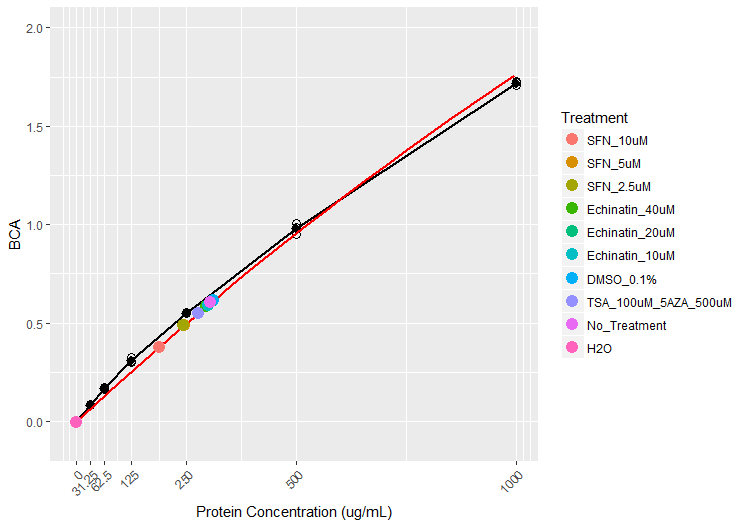 2.0
1.5
1.0
0.5
0.0
BCA
0
31.25
62.5
125
250
500
1000
Protein Concentration (ug/mL)
Treatment
SFN_10uM
SFN_5uM
SFN_2.5uM
Echinatin_40uM
Echinatin_20uM
Echinatin_10uM
DMSO_0.1%
TSA_100uM_5AZA_500uM
No_Treatment
H2O